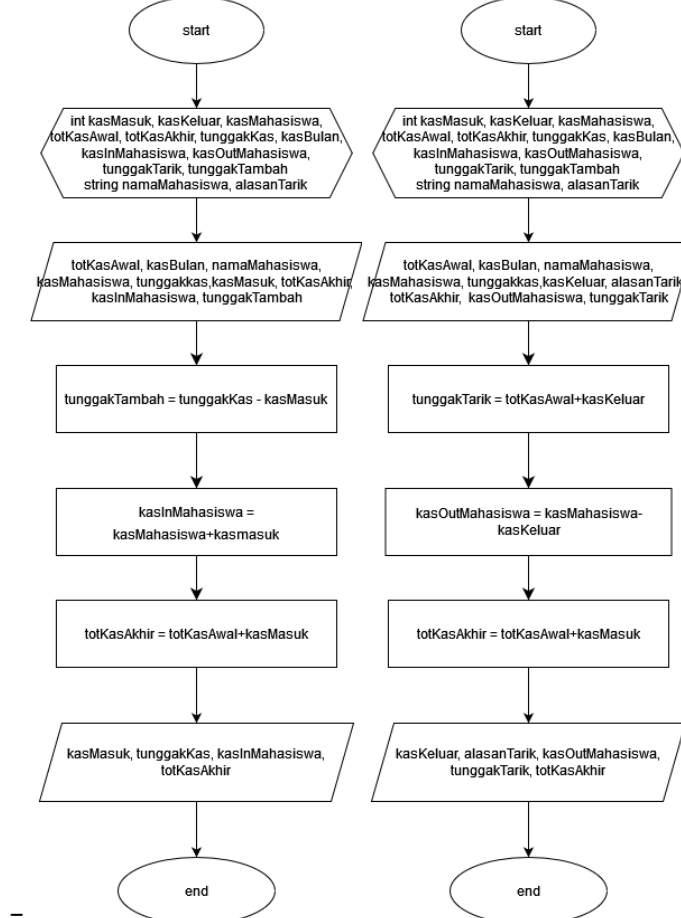 start
int kasMasuk, kasKeluar, kasMahasiswa,
totKasAwal, totKasAkhir, tunggakKas, kasBulan,
kasInMahasiswa, kasOutMahasiswa,
tunggakTarik, tunggakTambah
string namaMahasiswa, alasanTarik
totKasAwal, kasBulan, namaMahasiswa,
kasMahasiswa, tunggakkas,kasMasuk, totKasAkhir,
kasInMahasiswa, tunggakTambah
tunggakTambah = tunggakKas - kasMasuk
kasInMahasiswa =
kasMahasiswa+kasmasuk
totKasAkhir = totKasAwal+kasMasuk
kasMasuk, tunggakKas, kasInMahasiswa,
totKasAkhir
end
start
int kasMasuk, kasKeluar, kasMahasiswa,
totKasAwal, totKasAkhir, tunggakKas, kasBulan,
kasInMahasiswa, kasOutMahasiswa,
tunggakTarik, tunggakTambah
string namaMahasiswa, alasanTarik
totKasAwal, kasBulan, namaMahasiswa,
kasMahasiswa, tunggakkas,kasKeluar, alasanTarik
totKasAkhir, kasOutMahasiswa, tunggakTarik
tunggakTarik = totKasAwal+kasKeluar
kasOutMahasiswa = kasMahasiswa-
kasKeluar
totKasAkhir = totKasAwal+kasMasuk
kasKeluar, alasanTarik, kasOutMahasiswa,
tunggakTarik, totKasAkhir
end